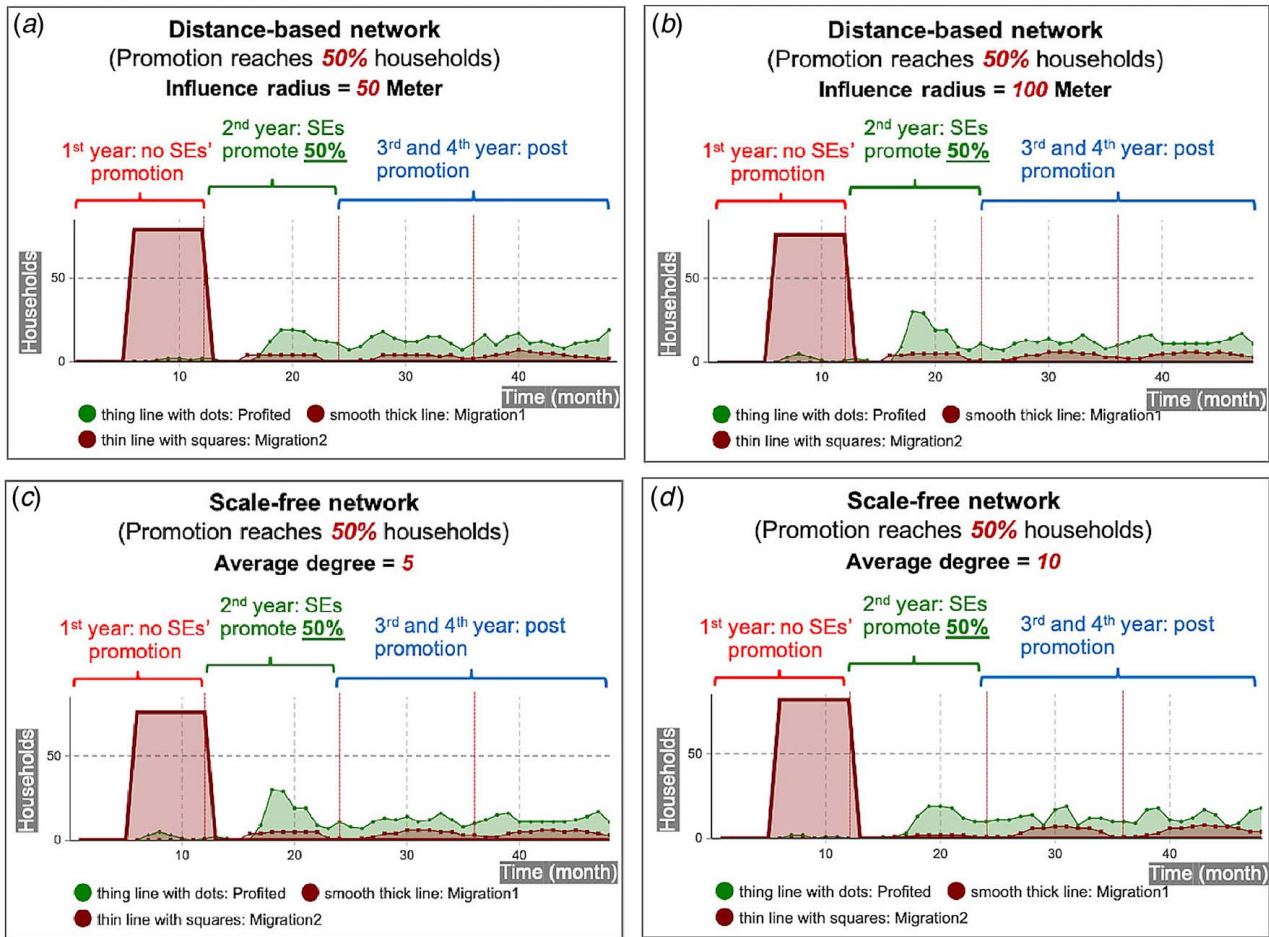 (a)
Distance-based network
(Promotion reaches 50% households)
Influence radius = 50 Meter
2nd year: SEs
promote 50%
1st year: no SEs'
promotion
3rd and 4th year: post
promotion
Households
50
0
10
20
30
40
Time (month)
thing line with dots: Profited
smooth thick line: Migration1
thin line with squares: Migration2
(b)
Distance-based network
(Promotion reaches 50% households)
Influence radius = 100 Meter
2nd year: SEs
promote 50%
1st year: no SEs'
promotion
3rd and 4th year: post
promotion
Households
50
0
10
20
30
40
Time (month)
thing line with dots: Profited
smooth thick line: Migration1
thin line with squares: Migration2
(c)
Scale-free network
(Promotion reaches 50% households)
Average degree = 5
2nd year: SEs
promote 50%
1st year: no SEs'
promotion
3rd and 4th year: post
promotion
Households
50
0
10
20
30
40
Time (month)
thing line with dots: Profited
smooth thick line: Migration1
thin line with squares: Migration2
(d)
Scale-free network
(Promotion reaches 50% households)
Average degree = 10
2nd year: SEs
promote 50%
1st year: no SEs'
promotion
3rd and 4th year: post
promotion
Households
50
0
10
20
30
40
Time (month)
thing line with dots: Profited
smooth thick line: Migration1
thin line with squares: Migration2